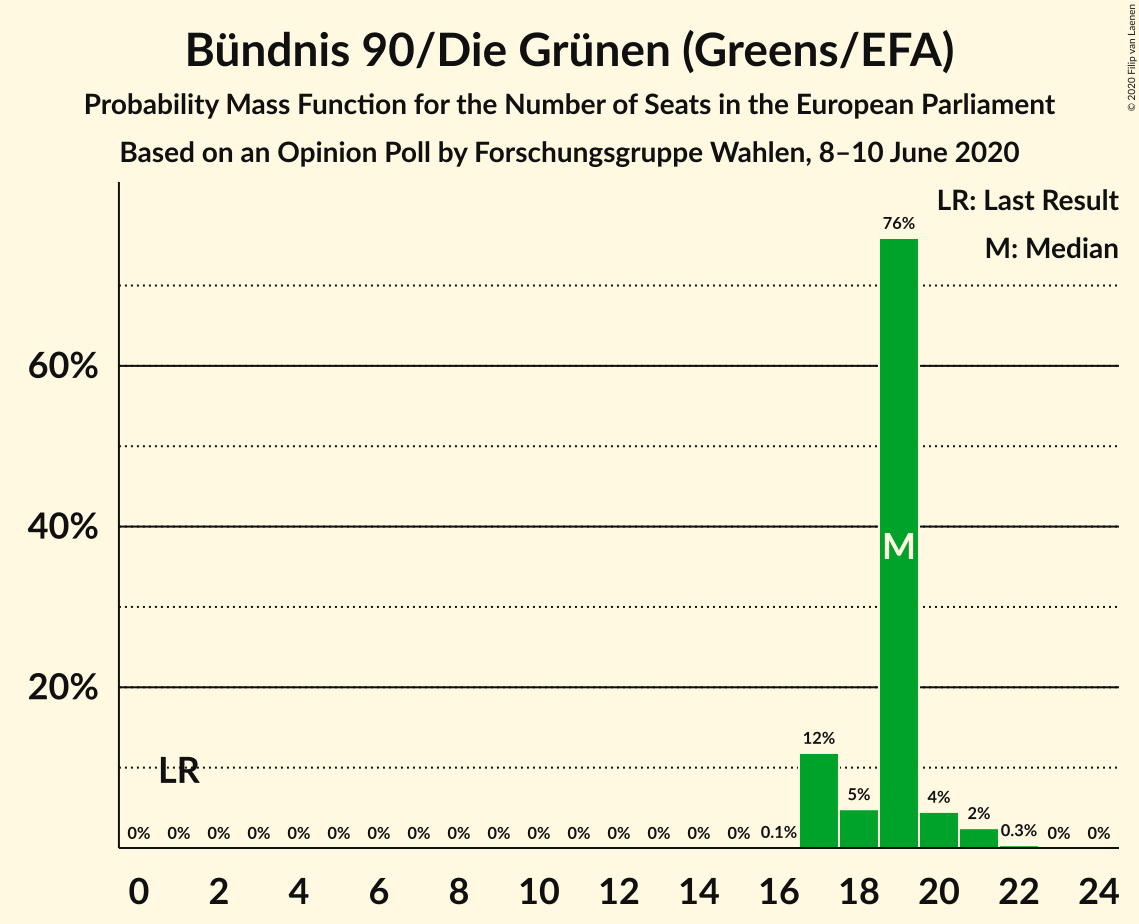 Bündnis 90/Die Grünen (Greens/EFA)
Probability Mass Function for the Number of Seats in the European Parliament
Based on an Opinion Poll by Forschungsgruppe Wahlen, 8–10 June 2020
© 2020 Filip van Laenen
LR: Last Result
M: Median
76%
60%
40%
M
20%
12%
LR
5%
4%
2%
0% 0% 0% 0% 0% 0% 0% 0% 0% 0% 0% 0% 0% 0% 0% 0% 0.1% 0.3% 0% 0%
0 2 4 6 8 10 12 14 16 18 20 22 24